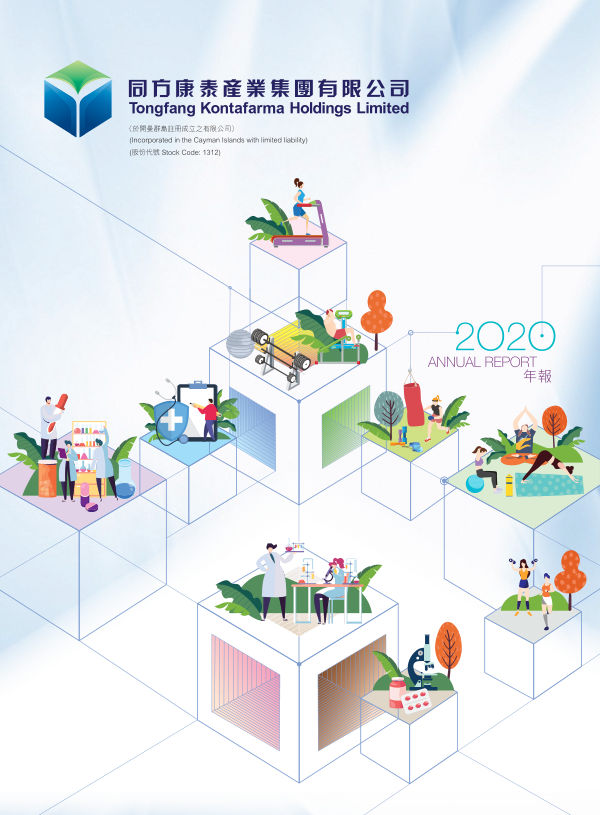 同方康泰產業集團有限公司
Tongfang Kontafarma Holdings Limited
（於開曼群島註冊成立之有限公司）
(Incorporated in the Cayman Islands with limited liability)
(股份代號 Stock Code: 1312)
2020
ANNUAL REPORT
年報